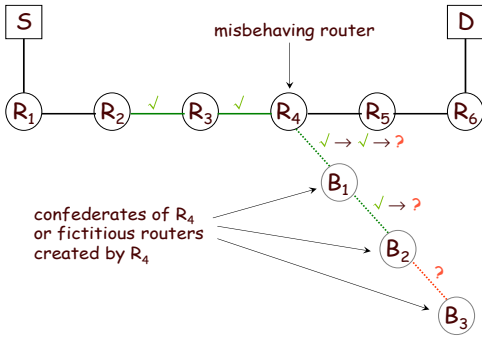 S
D
misbehaving router
√
√
R₁
R₂
R₃
R₄
R₅
R₆
√ → √ → ?
B₁
√ → ?
confederates of R₄
or fictitious routers
created by R₄
B₂
?
B₃